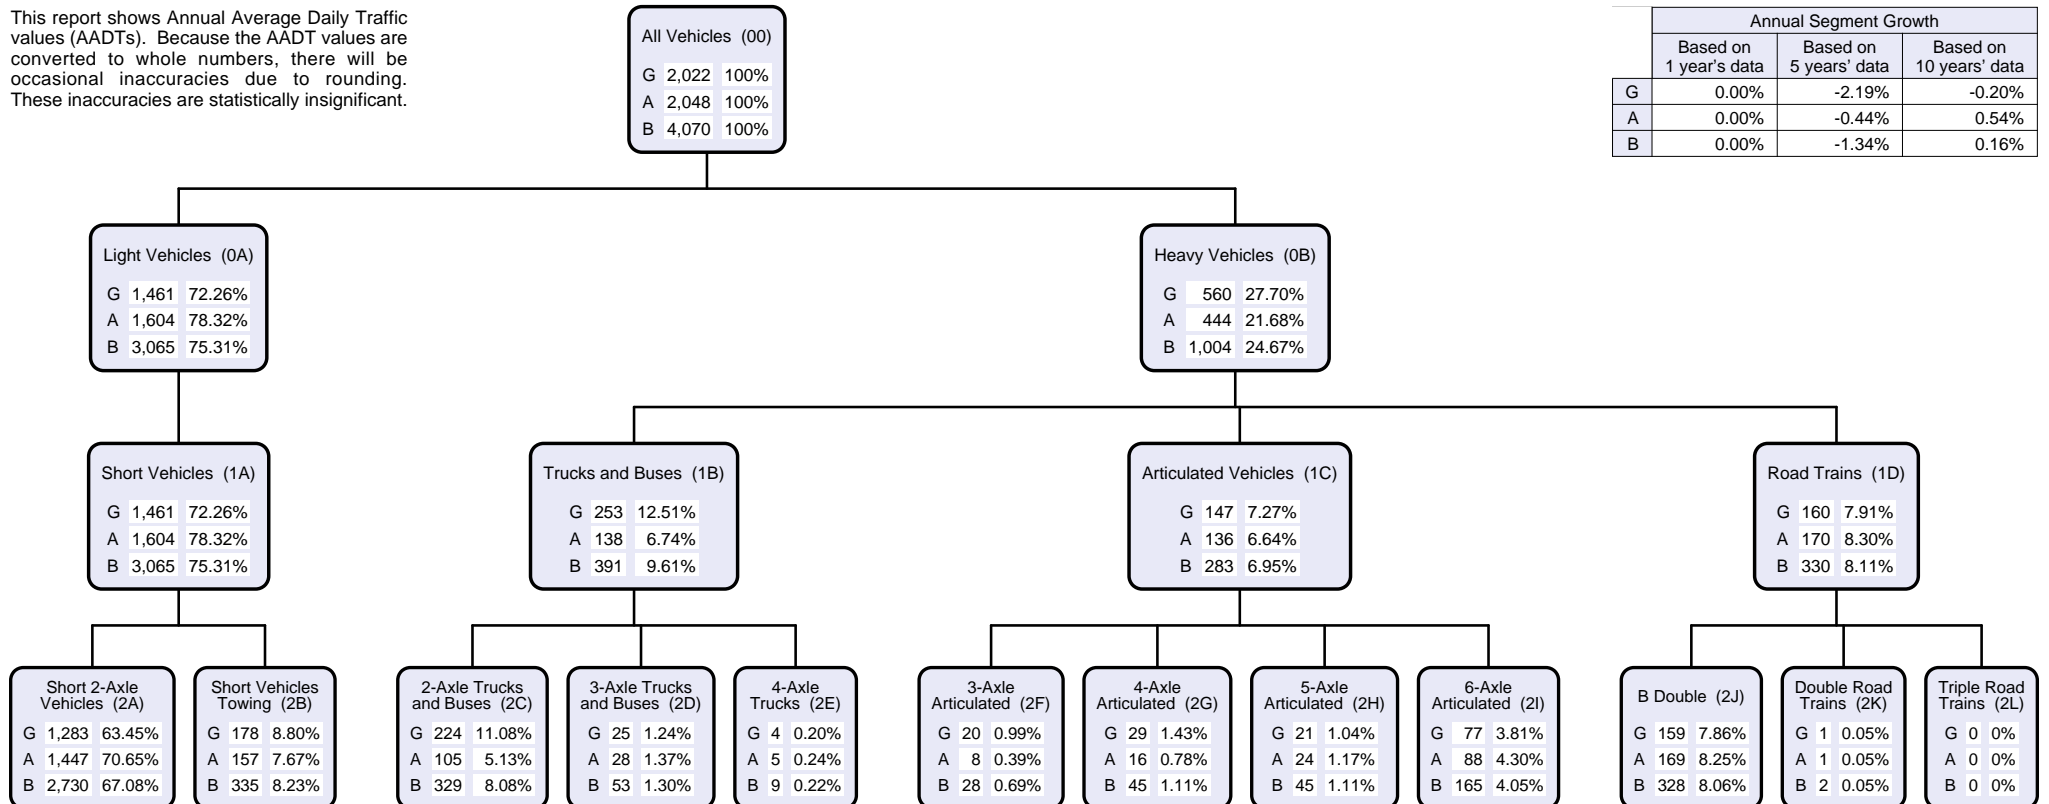 This report shows Annual Average Daily Traffic
values (AADTs). Because the AADT values are
converted to whole numbers, there will be
occasional inaccuracies due to rounding.
These inaccuracies are statistically insignificant.
All Vehicles (00)
G 2,022 100%
A 2,048 100%
B 4,070 100%
Annual Segment Growth
Based on 1 year's data
Based on 5 years' data
Based on 10 years' data
G 0.00% -2.19% -0.20%
A 0.00% -0.44% 0.54%
B 0.00% -1.34% 0.16%
Light Vehicles (0A)
G 1,461 72.26%
A 1,604 78.32%
B 3,065 75.31%
Heavy Vehicles (0B)
G 560 27.70%
A 444 21.68%
B 1,004 24.67%
Short Vehicles (1A)
G 1,461 72.26%
A 1,604 78.32%
B 3,065 75.31%
Trucks and Buses (1B)
G 253 12.51%
A 138 6.74%
B 391 9.61%
Articulated Vehicles (1C)
G 147 7.27%
A 136 6.64%
B 283 6.95%
Road Trains (1D)
G 160 7.91%
A 170 8.30%
B 330 8.11%
Short 2-Axle
Vehicles (2A)
G 1,283 63.45%
A 1,447 70.65%
B 2,730 67.08%
Short Vehicles
Towing (2B)
G 178 8.80%
A 157 7.67%
B 335 8.23%
2-Axle Trucks
and Buses (2C)
G 224 11.08%
A 105 5.13%
B 329 8.08%
3-Axle Trucks
and Buses (2D)
G 25 1.24%
A 28 1.37%
B 53 1.30%
4-Axle
Trucks (2E)
G 4 0.20%
A 5 0.24%
B 9 0.22%
3-Axle
Articulated (2F)
G 20 0.99%
A 8 0.39%
B 28 0.69%
4-Axle
Articulated (2G)
G 29 1.43%
A 16 0.78%
B 45 1.11%
5-Axle
Articulated (2H)
G 21 1.04%
A 24 1.17%
B 45 1.11%
6-Axle
Articulated (2I)
G 77 3.81%
A 88 4.30%
B 165 4.05%
B Double (2J)
G 159 7.86%
A 169 8.25%
B 328 8.06%
Double Road
Trains (2K)
G 1 0.05%
A 1 0.05%
B 2 0.05%
Triple Road
Trains (2L)
G 0 0%
A 0 0%
B 0 0%